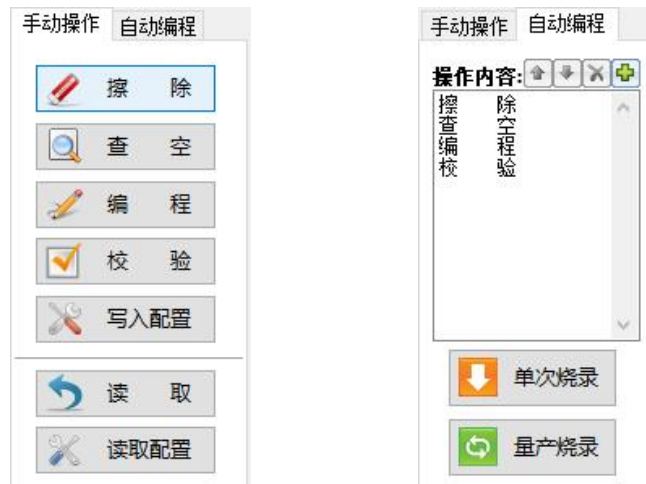 手动操作 自动编程
擦 除
查 空
编 程
校 验
写入配置
读 取
读取配置
手动操作 自动编程
操作内容:
擦 除
查 空
编 程
校 验
单次烧录
量产烧录